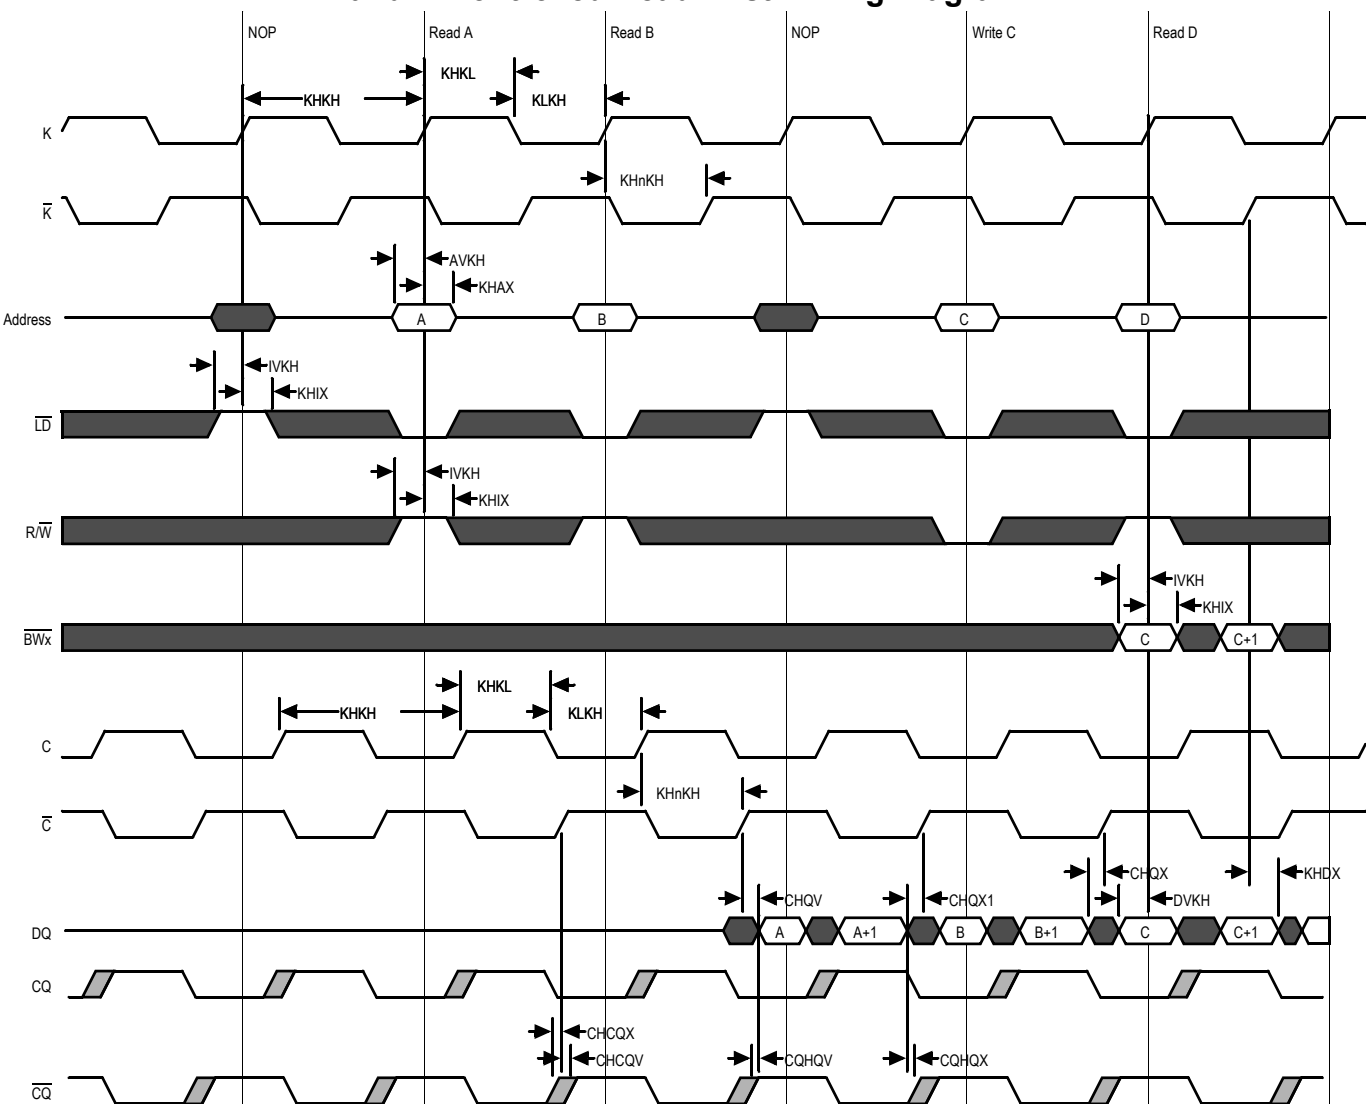 NOP Read A Read B NOP Write C Read D
KHKL
KHKH KLKH
K
KHnKH
K
AVKH
KHAX
Address A B C D
IVKH
KHIX
LD
IVKH
KHIX
R/W
IVKH
KHIX
BWx C C+1
KHKL
KHKH KLKH
C
KHnKH
C
CHQX KHDX
CHQV CHQX1 DVKH
DQ A A+1 B B+1 C C+1
CQ
CHCQX
CHCQV CQHQV CQHQX
CQ